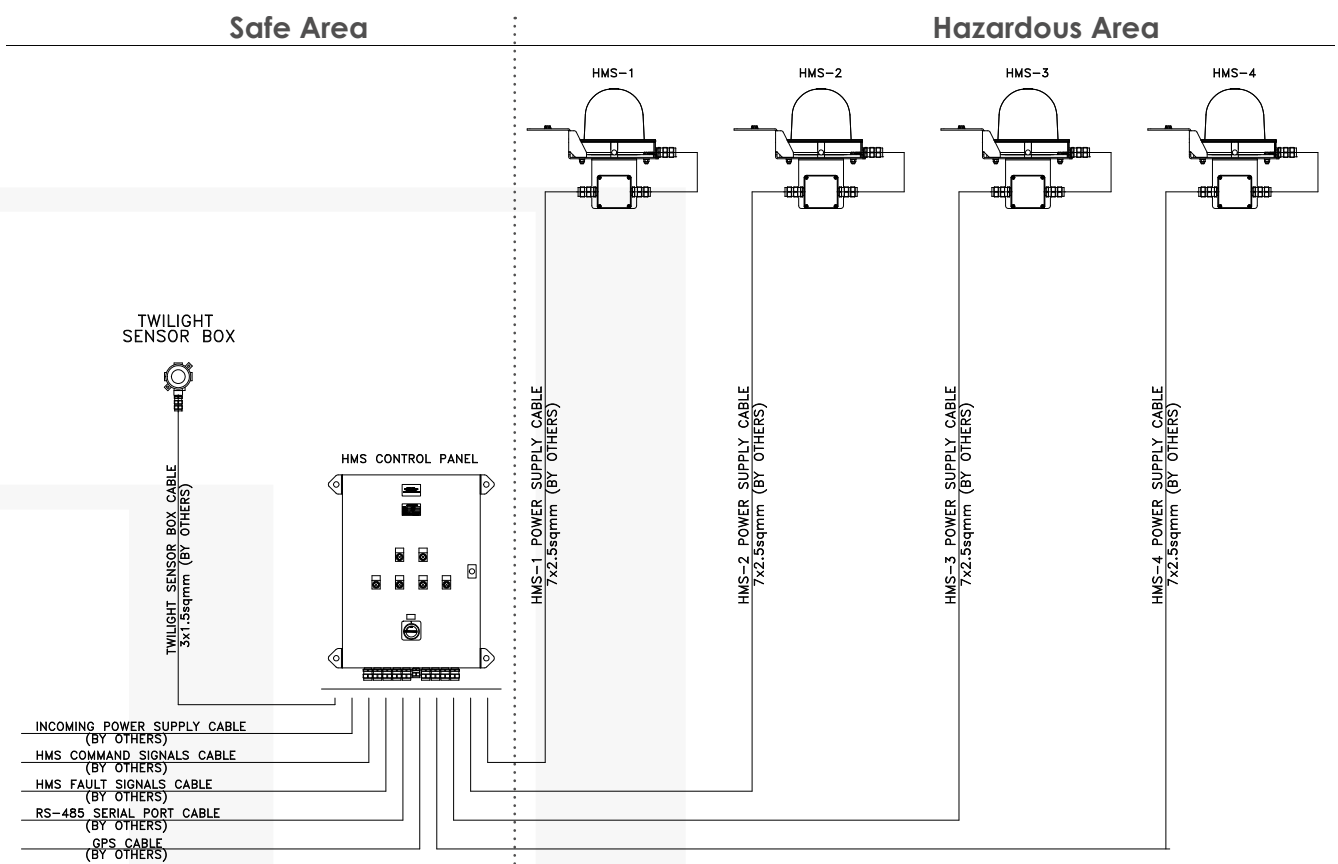 Safe Area
Hazardous Area
HMS-1
HMS-2
HMS-3
HMS-4
TWILIGHT
SENSOR BOX
HMS CONTROL PANEL
TWILIGHT SENSOR BOX CABLE
3x1.5sqmm (BY OTHERS)
HMS-1 POWER SUPPLY CABLE
7x2.5sqmm (BY OTHERS)
HMS-2 POWER SUPPLY CABLE
7x2.5sqmm (BY OTHERS)
HMS-3 POWER SUPPLY CABLE
7x2.5sqmm (BY OTHERS)
HMS-4 POWER SUPPLY CABLE
7x2.5sqmm (BY OTHERS)
INCOMING POWER SUPPLY CABLE
(BY OTHERS)
HMS COMMAND SIGNALS CABLE
(BY OTHERS)
HMS FAULT SIGNALS CABLE
(BY OTHERS)
RS-485 SERIAL PORT CABLE
(BY OTHERS)
GPS CABLE
(BY OTHERS)